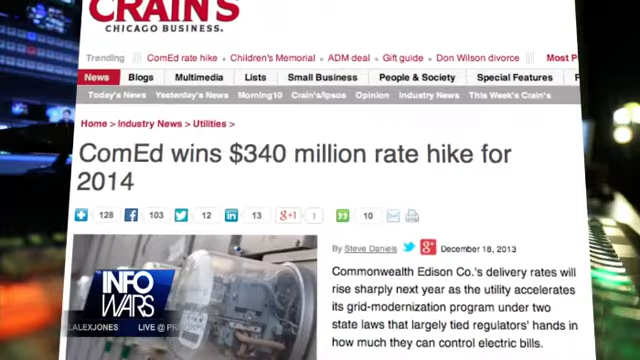 CRAIN'S
CHICAGO BUSINESS.
Trending ComEd rate hike • Children's Memorial • ADM deal • Gift guide • Don Wilson divorce Most P
News Blogs Multimedia Lists Small Business People & Society Special Features
Today's News Yesterday's News Morning10 Crain's/Ipsos Opinion Industry News This Week's Crain's
Home > Industry News > Utilities >
ComEd wins $340 million rate hike for
2014
128 103 12 13 g+1 1 10
By Steve Daniels December 16, 2013
Commonwealth Edison Co.'s delivery rates will
rise sharply next year as the utility accelerates
its grid-modernization program under two
state laws that largely tied regulators' hands in
how much they can control electric bills.
INFO
WARS
LALEXJONES LIVE @ PR